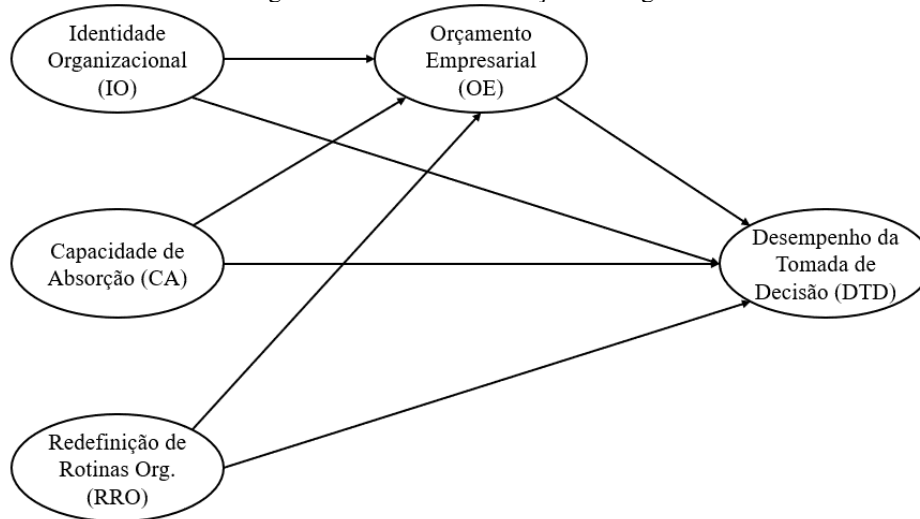 Identidade
Organizacional
(IO)
Orçamento
Empresarial
(OE)
Capacidade de
Absorção (CA)
Desempenho da
Tomada de
Decisão (DTD)
Redefinição de
Rotinas Org.
(RRO)